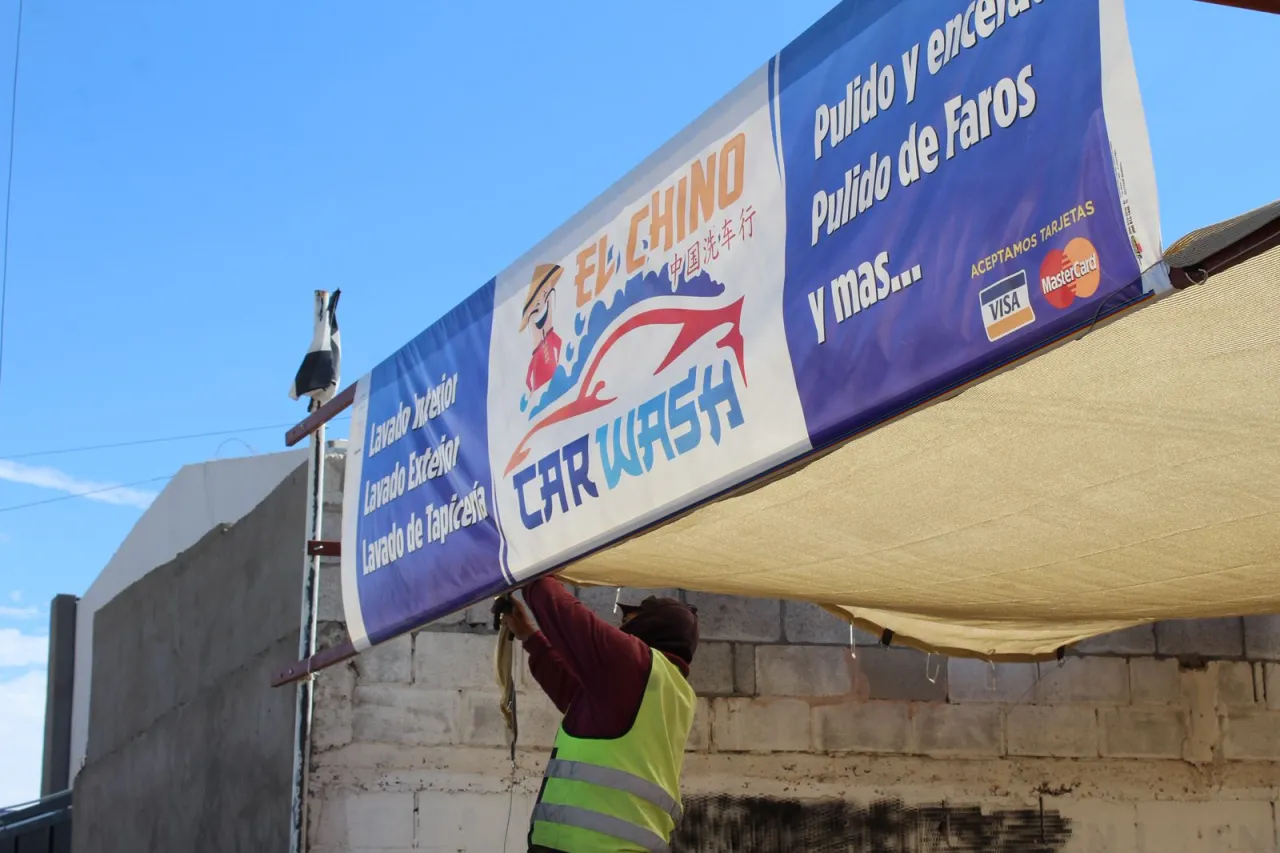 Lavado Interior
Lavado Exterior
Lavado de Tapicería
EL CHINO
中国洗车行
CAR WASH
Pulido y
Pulido de Faros
y mas...
ACEPTAMOS TARJETAS
VISA
MasterCard